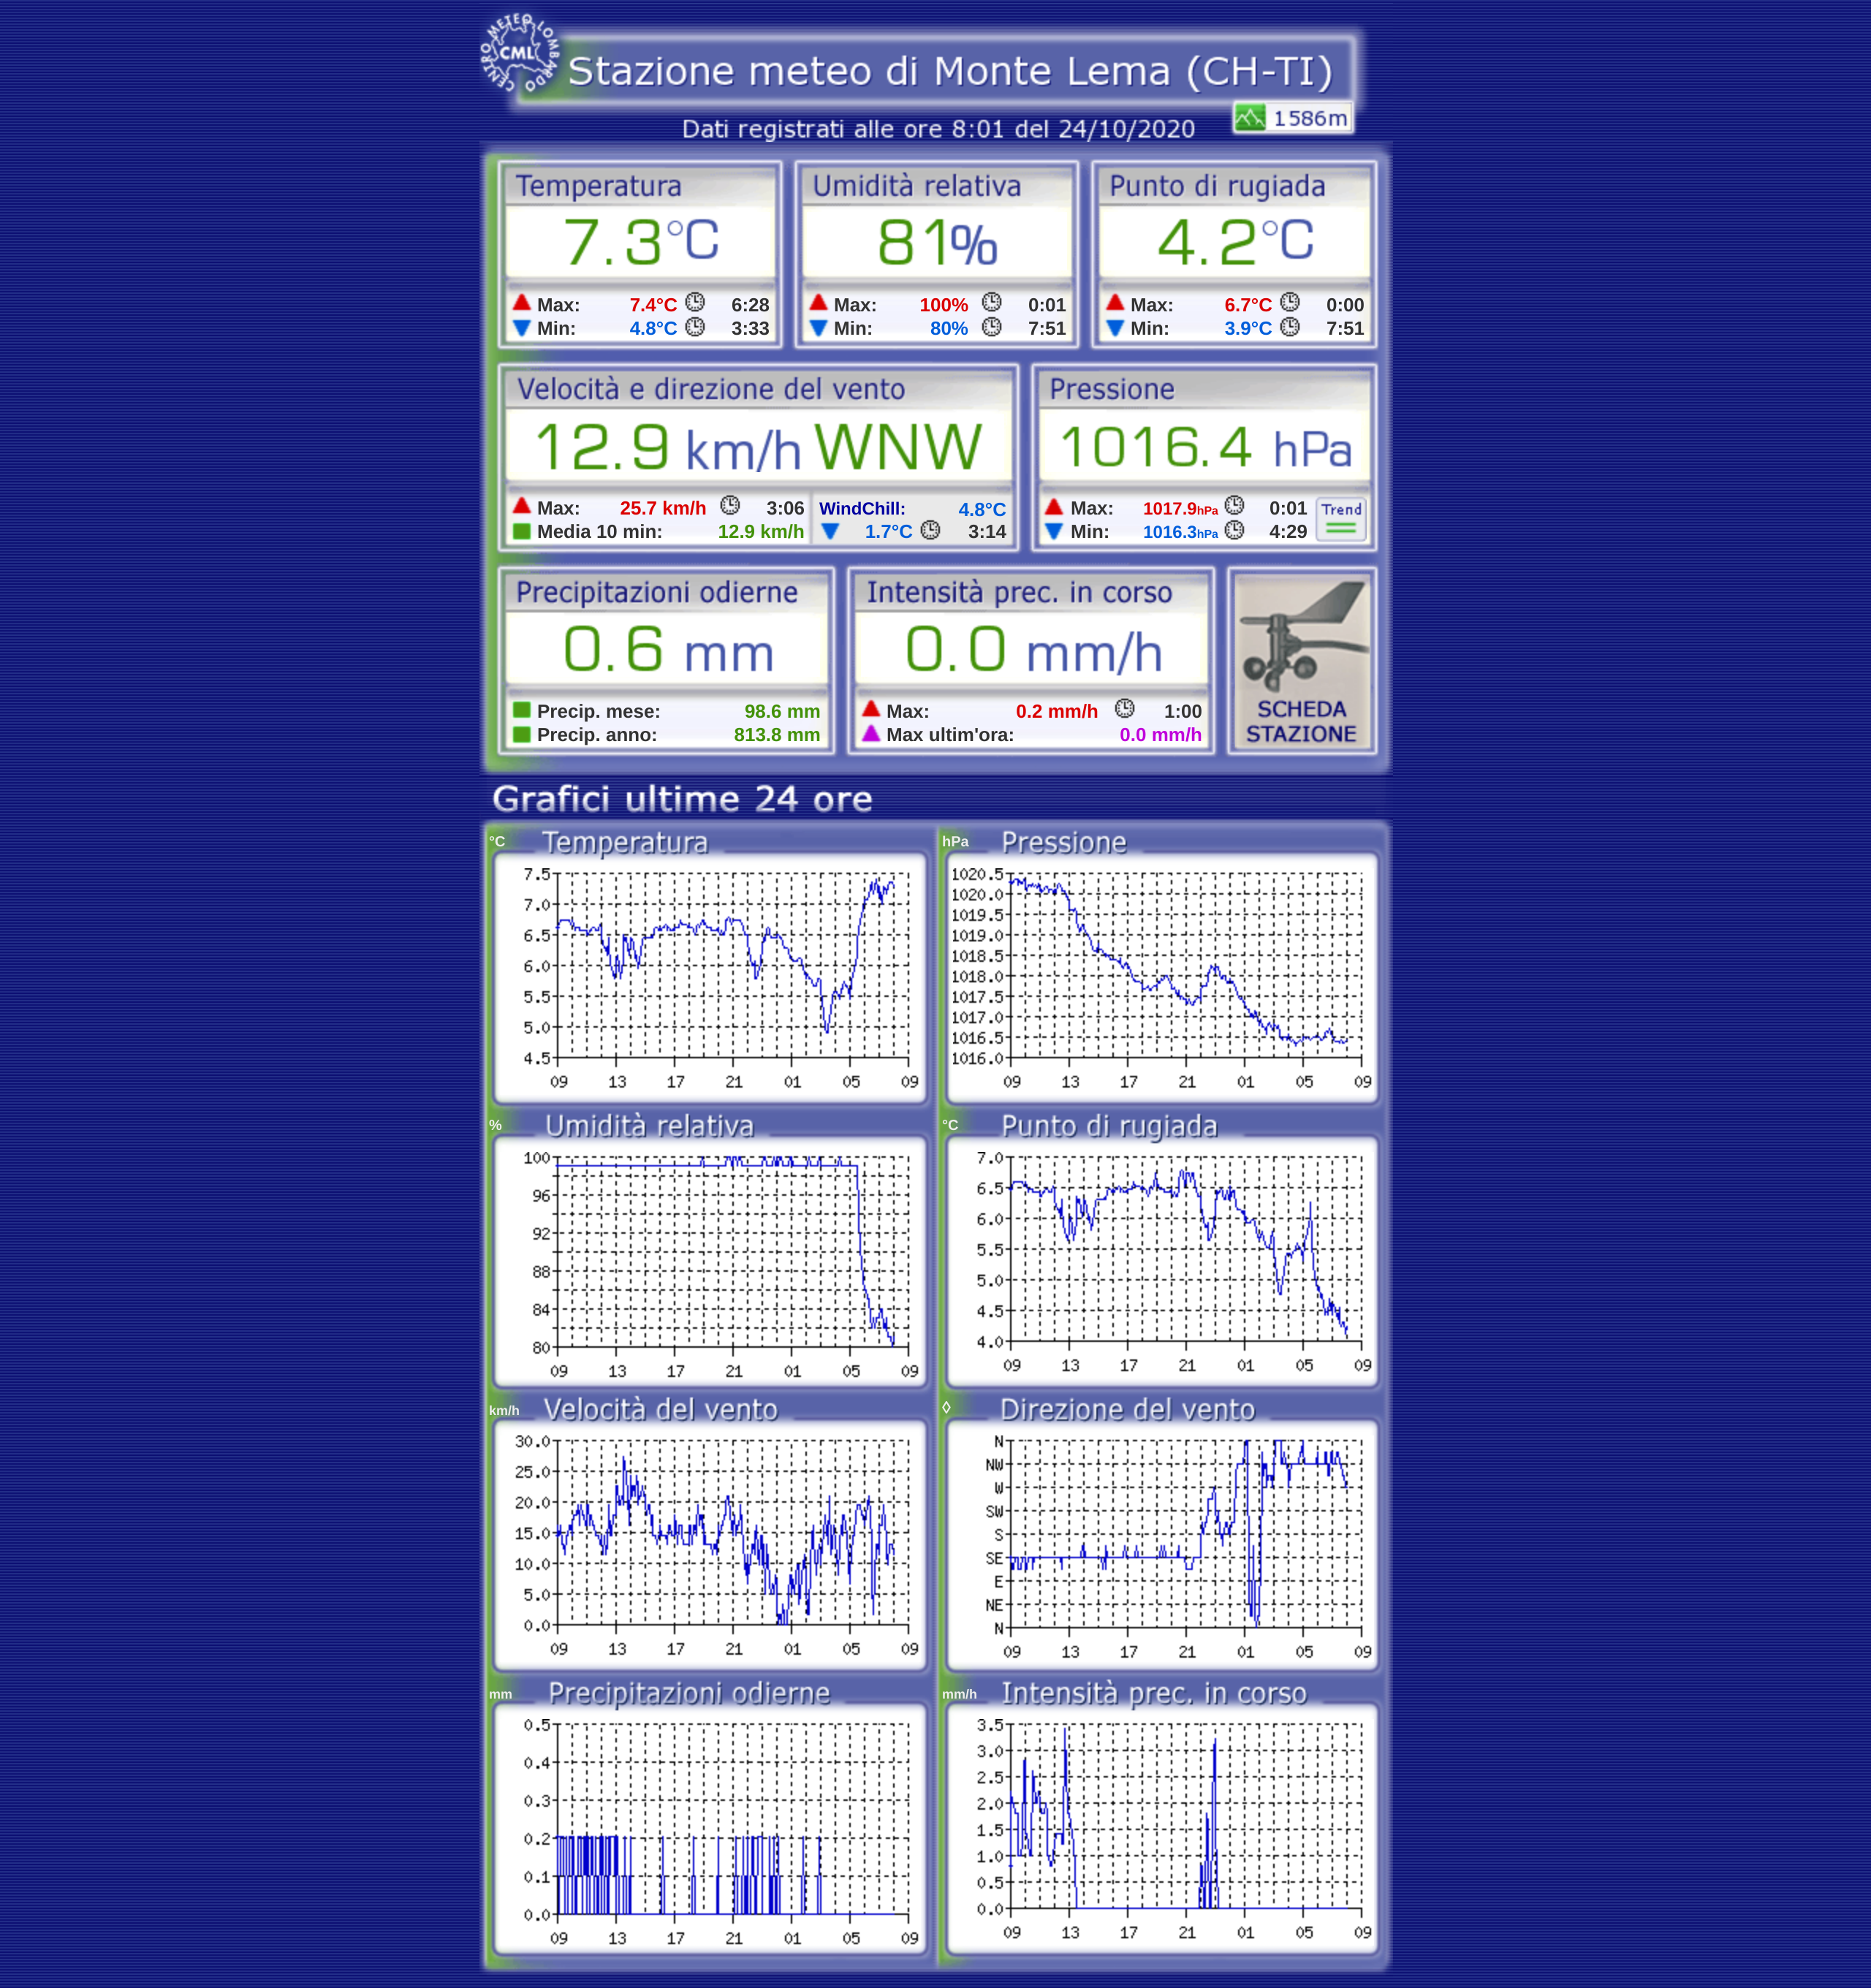 CENTRO METEO LOMBARDO
CML
Stazione meteo di Monte Lema (CH-TI)
1586m
Dati registrati alle ore 8:01 del 24/10/2020
Temperatura
7.3°C
Max: 7.4°C 6:28
Min: 4.8°C 3:33
Umidità relativa
81%
Max: 100% 0:01
Min: 80% 7:51
Punto di rugiada
4.2°C
Max: 6.7°C 0:00
Min: 3.9°C 7:51
Velocità e direzione del vento
12.9 km/h WNW
Max: 25.7 km/h 3:06
Media 10 min: 12.9 km/h
WindChill: 4.8°C
1.7°C 3:14
Pressione
1016.4 hPa
Max: 1017.9hPa 0:01
Min: 1016.3hPa 4:29
Trend
Precipitazioni odierne
0.6 mm
Precip. mese: 98.6 mm
Precip. anno: 813.8 mm
Intensità prec. in corso
0.0 mm/h
Max: 0.2 mm/h 1:00
Max ultim'ora: 0.0 mm/h
SCHEDA
STAZIONE
Grafici ultime 24 ore
°C Temperatura
7.5
7.0
6.5
6.0
5.5
5.0
4.5
09 13 17 21 01 05 09
hPa Pressione
1020.5
1020.0
1019.5
1019.0
1018.5
1018.0
1017.5
1017.0
1016.5
1016.0
09 13 17 21 01 05 09
% Umidità relativa
100
96
92
88
84
80
09 13 17 21 01 05 09
°C Punto di rugiada
7.0
6.5
6.0
5.5
5.0
4.5
4.0
09 13 17 21 01 05 09
km/h Velocità del vento
30.0
25.0
20.0
15.0
10.0
5.0
0.0
09 13 17 21 01 05 09
◊ Direzione del vento
N
NW
W
SW
S
SE
E
NE
N
09 13 17 21 01 05 09
mm Precipitazioni odierne
0.5
0.4
0.3
0.2
0.1
0.0
09 13 17 21 01 05 09
mm/h Intensità prec. in corso
3.5
3.0
2.5
2.0
1.5
1.0
0.5
0.0
09 13 17 21 01 05 09